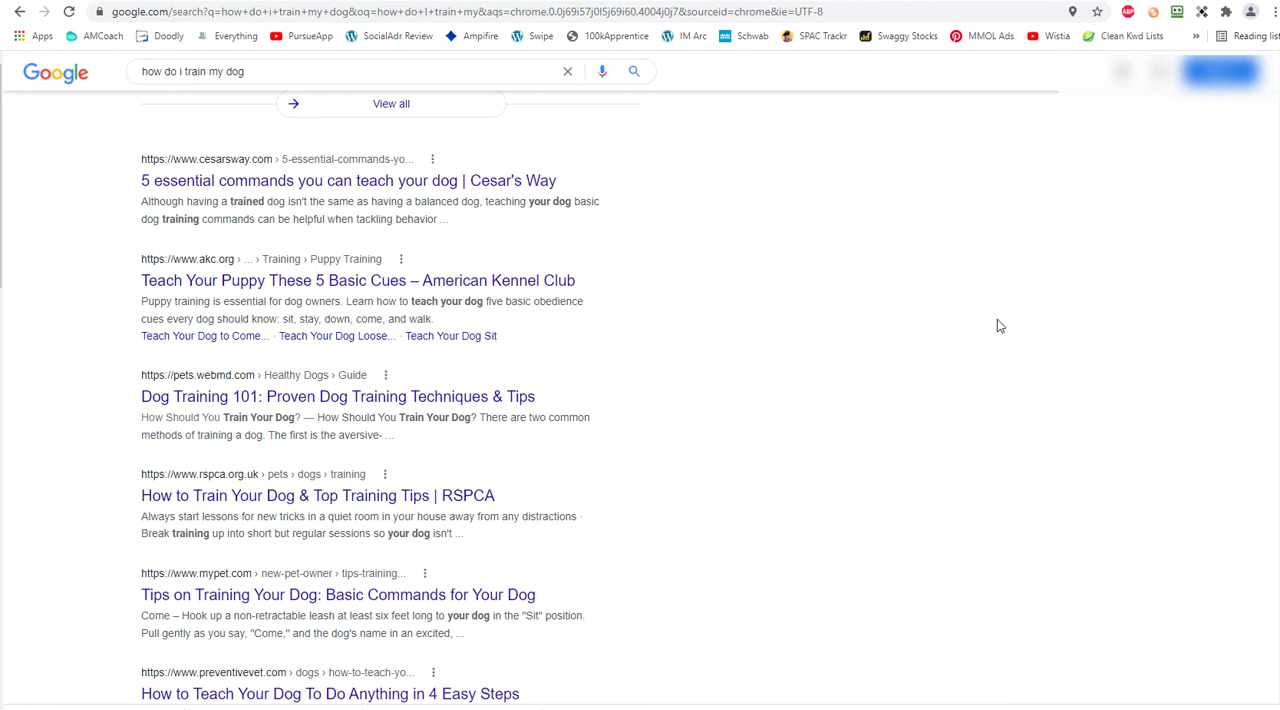 google.com/search?q=how+do+i+train+my+dog&oq=how+do+I+train+my&aqs=chrome.0.0j69i57j0l5j69i60.4004j0j7&sourceid=chrome&ie=UTF-8
Apps AMCoach Doodly Everything PursueApp SocialAdr Review Ampifire Swipe 100kApprentice IM Arc Schwab SPAC Trackr Swaggy Stocks MMOL Ads Wistia Clean Kwd Lists » Reading list
Google how do i train my dog
View all
https://www.cesarsway.com › 5-essential-commands-yo...
5 essential commands you can teach your dog | Cesar's Way
Although having a trained dog isn't the same as having a balanced dog, teaching your dog basic
dog training commands can be helpful when tackling behavior ...
https://www.akc.org › ... › Training › Puppy Training
Teach Your Puppy These 5 Basic Cues – American Kennel Club
Puppy training is essential for dog owners. Learn how to teach your dog five basic obedience
cues every dog should know: sit, stay, down, come, and walk.
Teach Your Dog to Come... · Teach Your Dog Loose... · Teach Your Dog Sit
https://pets.webmd.com › Healthy Dogs › Guide
Dog Training 101: Proven Dog Training Techniques & Tips
How Should You Train Your Dog? — How Should You Train Your Dog? There are two common
methods of training a dog. The first is the aversive- ...
https://www.rspca.org.uk › pets › dogs › training
How to Train Your Dog & Top Training Tips | RSPCA
Always start lessons for new tricks in a quiet room in your house away from any distractions ·
Break training up into short but regular sessions so your dog isn't ...
https://www.mypet.com › new-pet-owner › tips-training...
Tips on Training Your Dog: Basic Commands for Your Dog
Come – Hook up a non-retractable leash at least six feet long to your dog in the "Sit" position.
Pull gently as you say, "Come," and the dog's name in an excited, ...
https://www.preventivevet.com › dogs › how-to-teach-yo...
How to Teach Your Dog To Do Anything in 4 Easy Steps